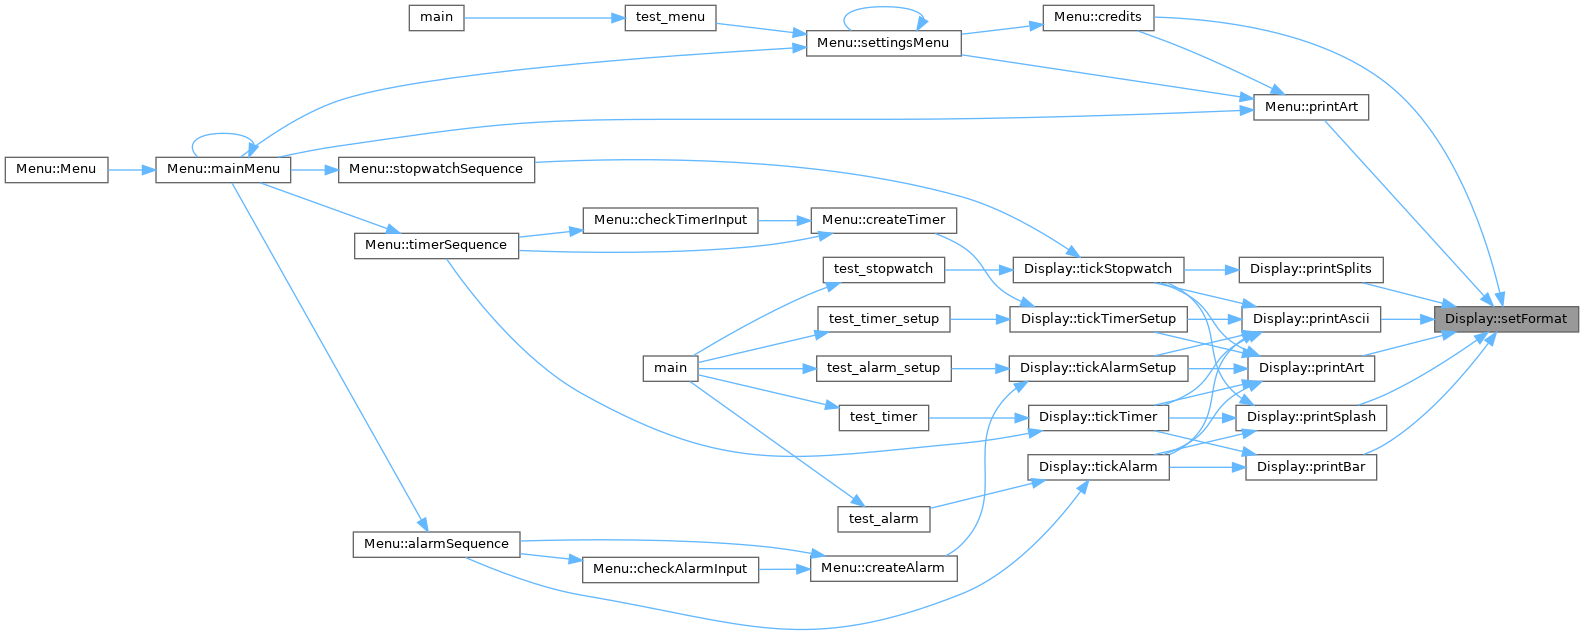 main
test_menu
Menu::credits
Menu::settingsMenu
Menu::printArt
Menu::Menu
Menu::mainMenu
Menu::stopwatchSequence
Menu::checkTimerInput
Menu::createTimer
Menu::timerSequence
test_stopwatch
Display::tickStopwatch
Display::printSplits
test_timer_setup
Display::tickTimerSetup
Display::printAscii
Display::setFormat
main
test_alarm_setup
Display::tickAlarmSetup
Display::printArt
test_timer
Display::tickTimer
Display::printSplash
Display::tickAlarm
Display::printBar
test_alarm
Menu::alarmSequence
Menu::checkAlarmInput
Menu::createAlarm